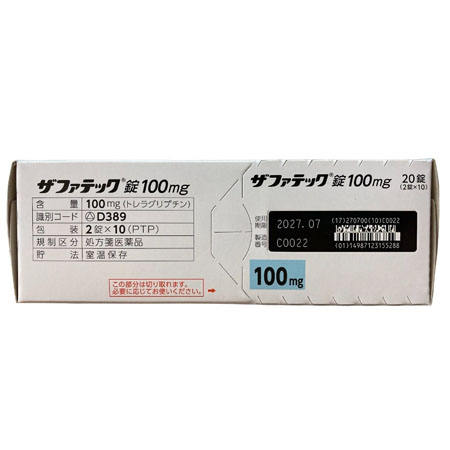 ザファテック®錠100mg
含量 100mg(トレラグリプチン)
識別コード D389
包装 2錠×10(PTP)
規制区分 処方箋医薬品
貯法 室温保存
この部分は切り取れます。
必要に応じてお使いください。
ザファテック®錠100mg 20錠
(2錠×10)
使用期限 2027.07
製造番号 C0022
(17)270700(10)C0022
(01)14987123155288
100mg